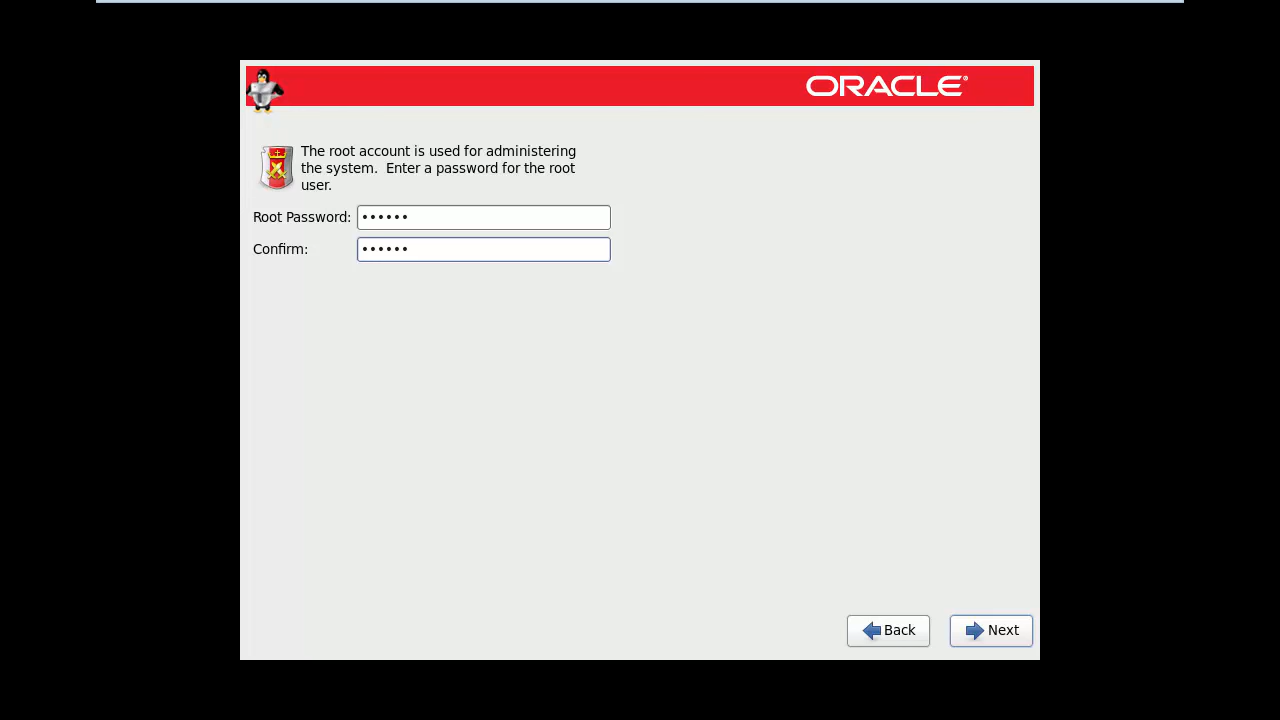 ORACLE®
The root account is used for administering
the system.  Enter a password for the root
user.
Root Password: ••••••
Confirm: ••••••
Back Next